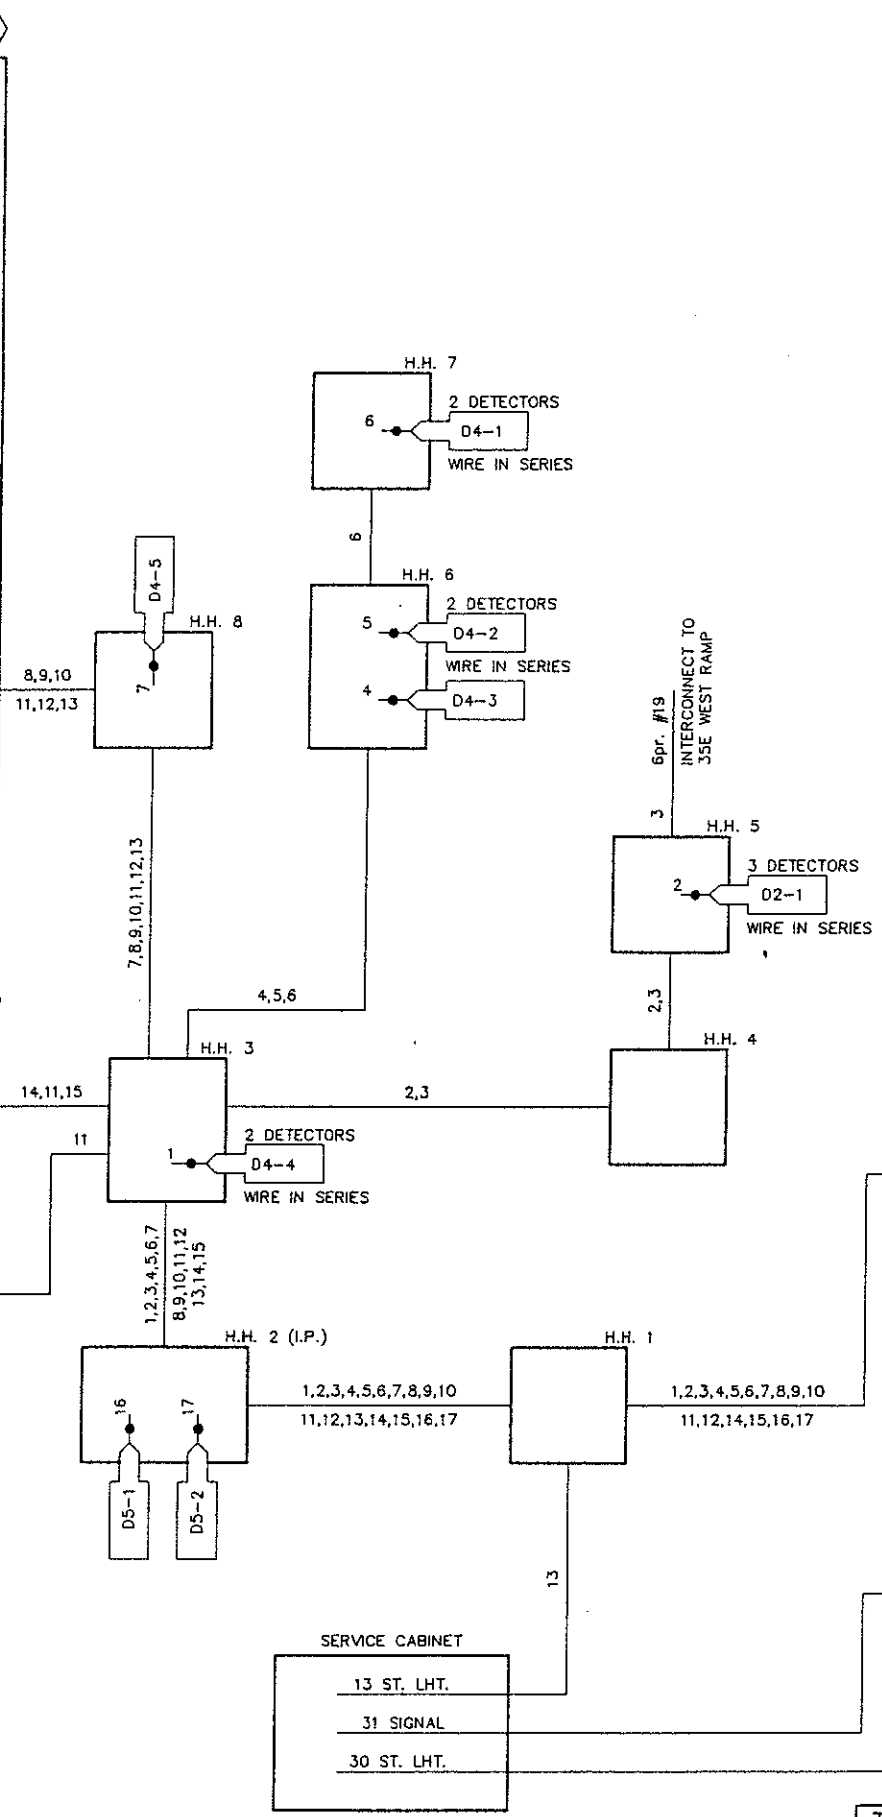 H.H. 7
2 DETECTORS
6
D4-1
WIRE IN SERIES
6
H.H. 6
2 DETECTORS
5
D4-2
WIRE IN SERIES
4
D4-3
D4-5
H.H. 8
7
8,9,10
11,12,13
7,8,9,10,11,12,13
4,5,6
6pr. #19
INTERCONNECT TO
35E WEST RAMP
3
H.H. 5
3 DETECTORS
2
D2-1
WIRE IN SERIES
2,3
H.H. 4
H.H. 3
14,11,15
2,3
11
2 DETECTORS
1
D4-4
WIRE IN SERIES
1,2,3,4,5,6,7
8,9,10,11,12
13,14,15
H.H. 2 (I.P.)
H.H. 1
1,2,3,4,5,6,7,8,9,10
11,12,13,14,15,16,17
1,2,3,4,5,6,7,8,9,10
11,12,14,15,16,17
16
17
D5-1
D5-2
13
SERVICE CABINET
13 ST. LHT.
31 SIGNAL
30 ST. LHT.